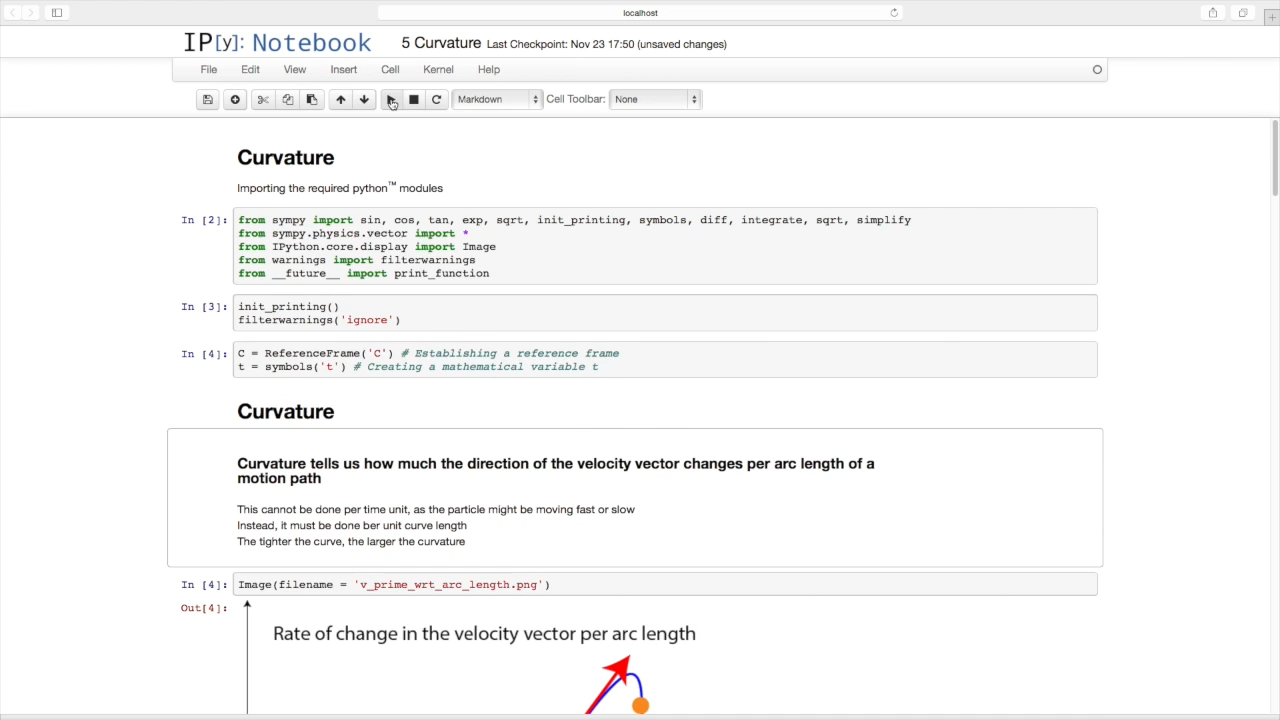 localhost
IP[y]: Notebook 5 Curvature Last Checkpoint: Nov 23 17:50 (unsaved changes)
File Edit View Insert Cell Kernel Help
Markdown Cell Toolbar: None
Curvature
Importing the required python™ modules
In [2]: from sympy import sin, cos, tan, exp, sqrt, init_printing, symbols, diff, integrate, sqrt, simplify
from sympy.physics.vector import *
from IPython.core.display import Image
from warnings import filterwarnings
from __future__ import print_function
In [3]: init_printing()
filterwarnings('ignore')
In [4]: C = ReferenceFrame('C') # Establishing a reference frame
t = symbols('t') # Creating a mathematical variable t
Curvature
Curvature tells us how much the direction of the velocity vector changes per arc length of a
motion path
This cannot be done per time unit, as the particle might be moving fast or slow
Instead, it must be done ber unit curve length
The tighter the curve, the larger the curvature
In [4]: Image(filename = 'v_prime_wrt_arc_length.png')
Out[4]:
Rate of change in the velocity vector per arc length